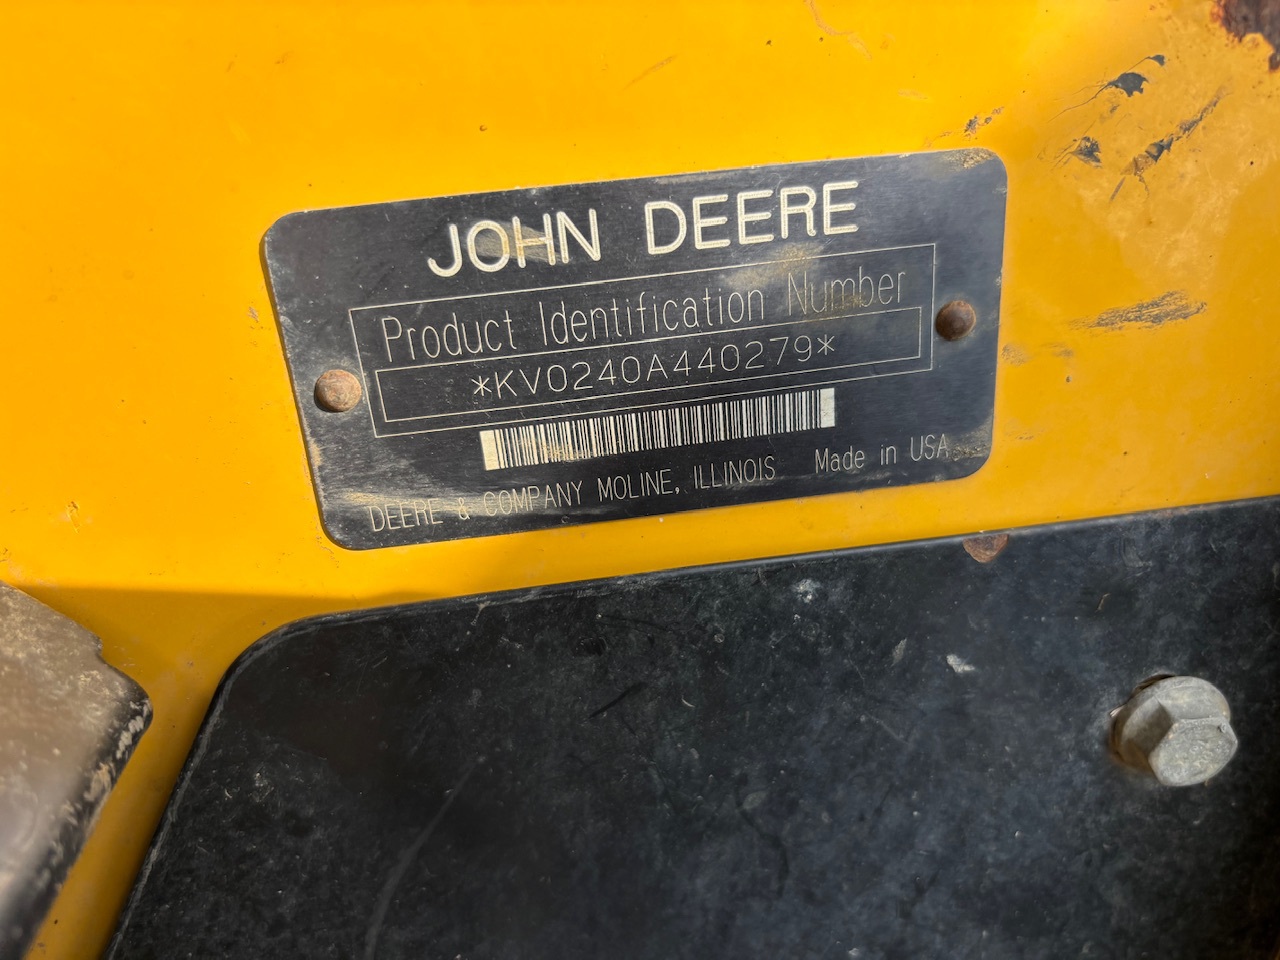 JOHN DEERE
Product Identification Number
*KV0240A440279*
DEERE & COMPANY MOLINE, ILLINOIS Made in USA